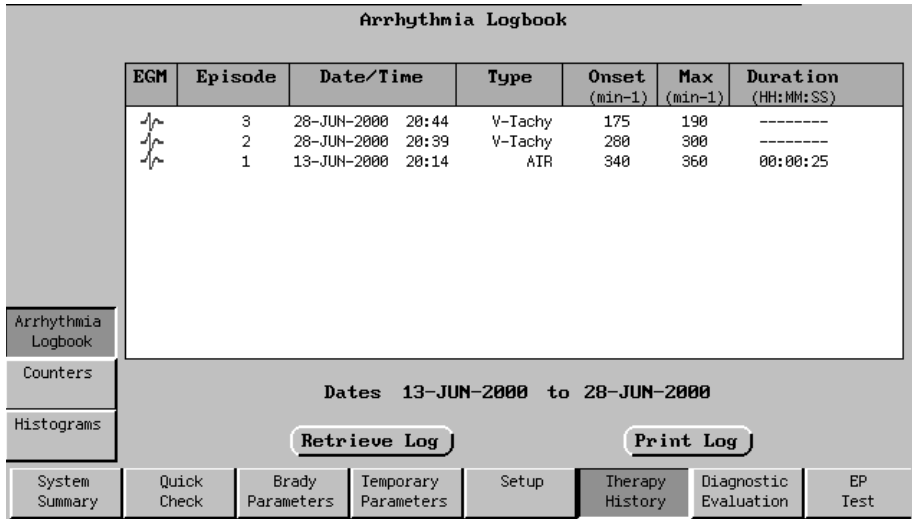 Arrhythmia Logbook
EGM Episode Date/Time Type Onset Max Duration
(min-1) (min-1) (HH:MM:SS)
3 28-JUN-2000 20:44 V-Tachy 175 190 --------
2 28-JUN-2000 20:39 V-Tachy 280 300 --------
1 13-JUN-2000 20:14 ATR 340 360 00:00:25
Arrhythmia
Logbook
Counters
Histograms
Dates 13-JUN-2000 to 28-JUN-2000
Retrieve Log Print Log
System Quick Brady Temporary Setup Therapy Diagnostic EP
Summary Check Parameters Parameters History Evaluation Test